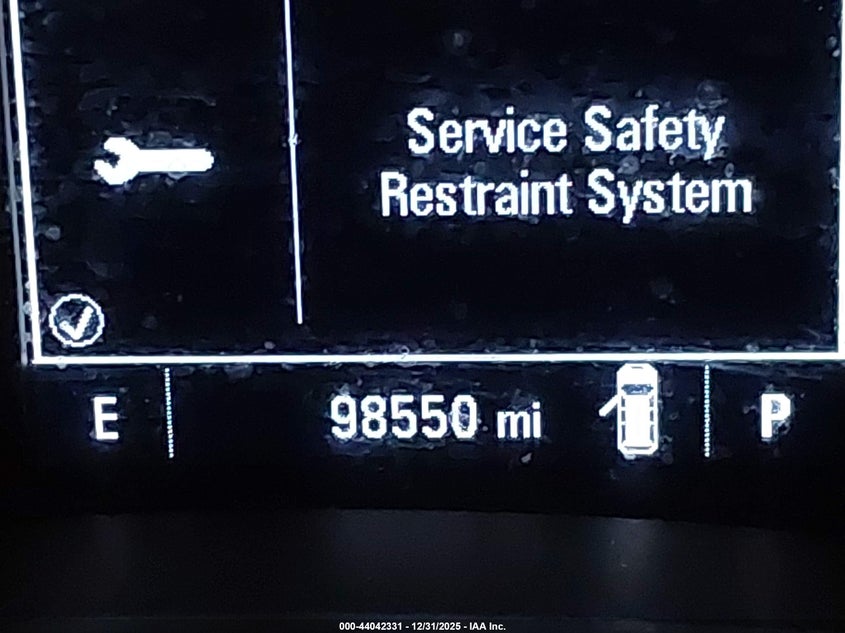 Service Safety
Restraint System
E 98550 mi P
000-44042331 - 12/31/2025 - IAA Inc.